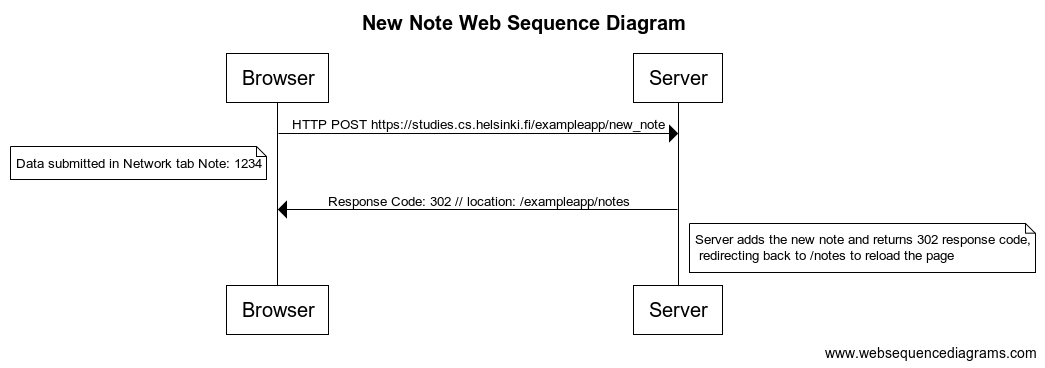 New Note Web Sequence Diagram
Browser
Server
HTTP POST https://studies.cs.helsinki.fi/exampleapp/new_note
Data submitted in Network tab Note: 1234
Response Code: 302 // location: /exampleapp/notes
Server adds the new note and returns 302 response code,
redirecting back to /notes to reload the page
Browser
Server
www.websequencediagrams.com